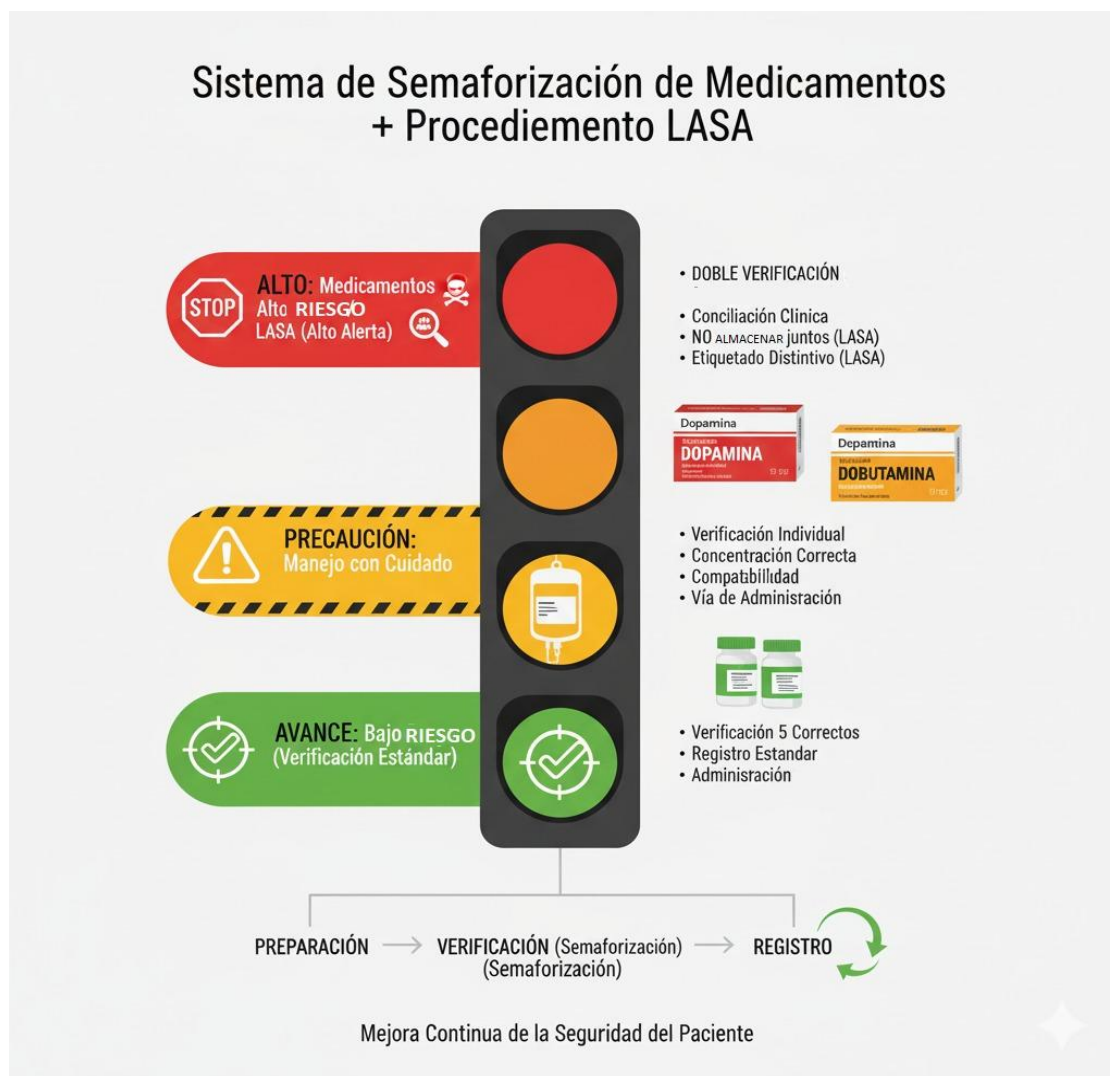 Sistema de Semaforización de Medicamentos
+ Procediemento LASA
STOP
ALTO: Medicamentos
Alto RIESGO
LASA (Alto Alerta)
• DOBLE VERIFICACIÓN
• Conciliación Clinica
• NO ALMACENAR juntos (LASA)
• Etiquetado Distintivo (LASA)
Dopamina
DOPAMINA
Depamtina
DOBUTAMINA
PRECAUCIÓN:
Manejo con Cuidado
• Verificación Individual
• Concentración Correcta
• Compatibilidad
• Vía de Adminisración
AVANCE: Bajo RIESGO
(Verificación Estándar)
• Verificación 5 Correctos
• Registro Estandar
• Adminisración
PREPARACIÓN
VERIFICACIÓN (Semaforización)
(Semaforización)
REGISTRO
Mejora Continua de la Seguridad del Paciente